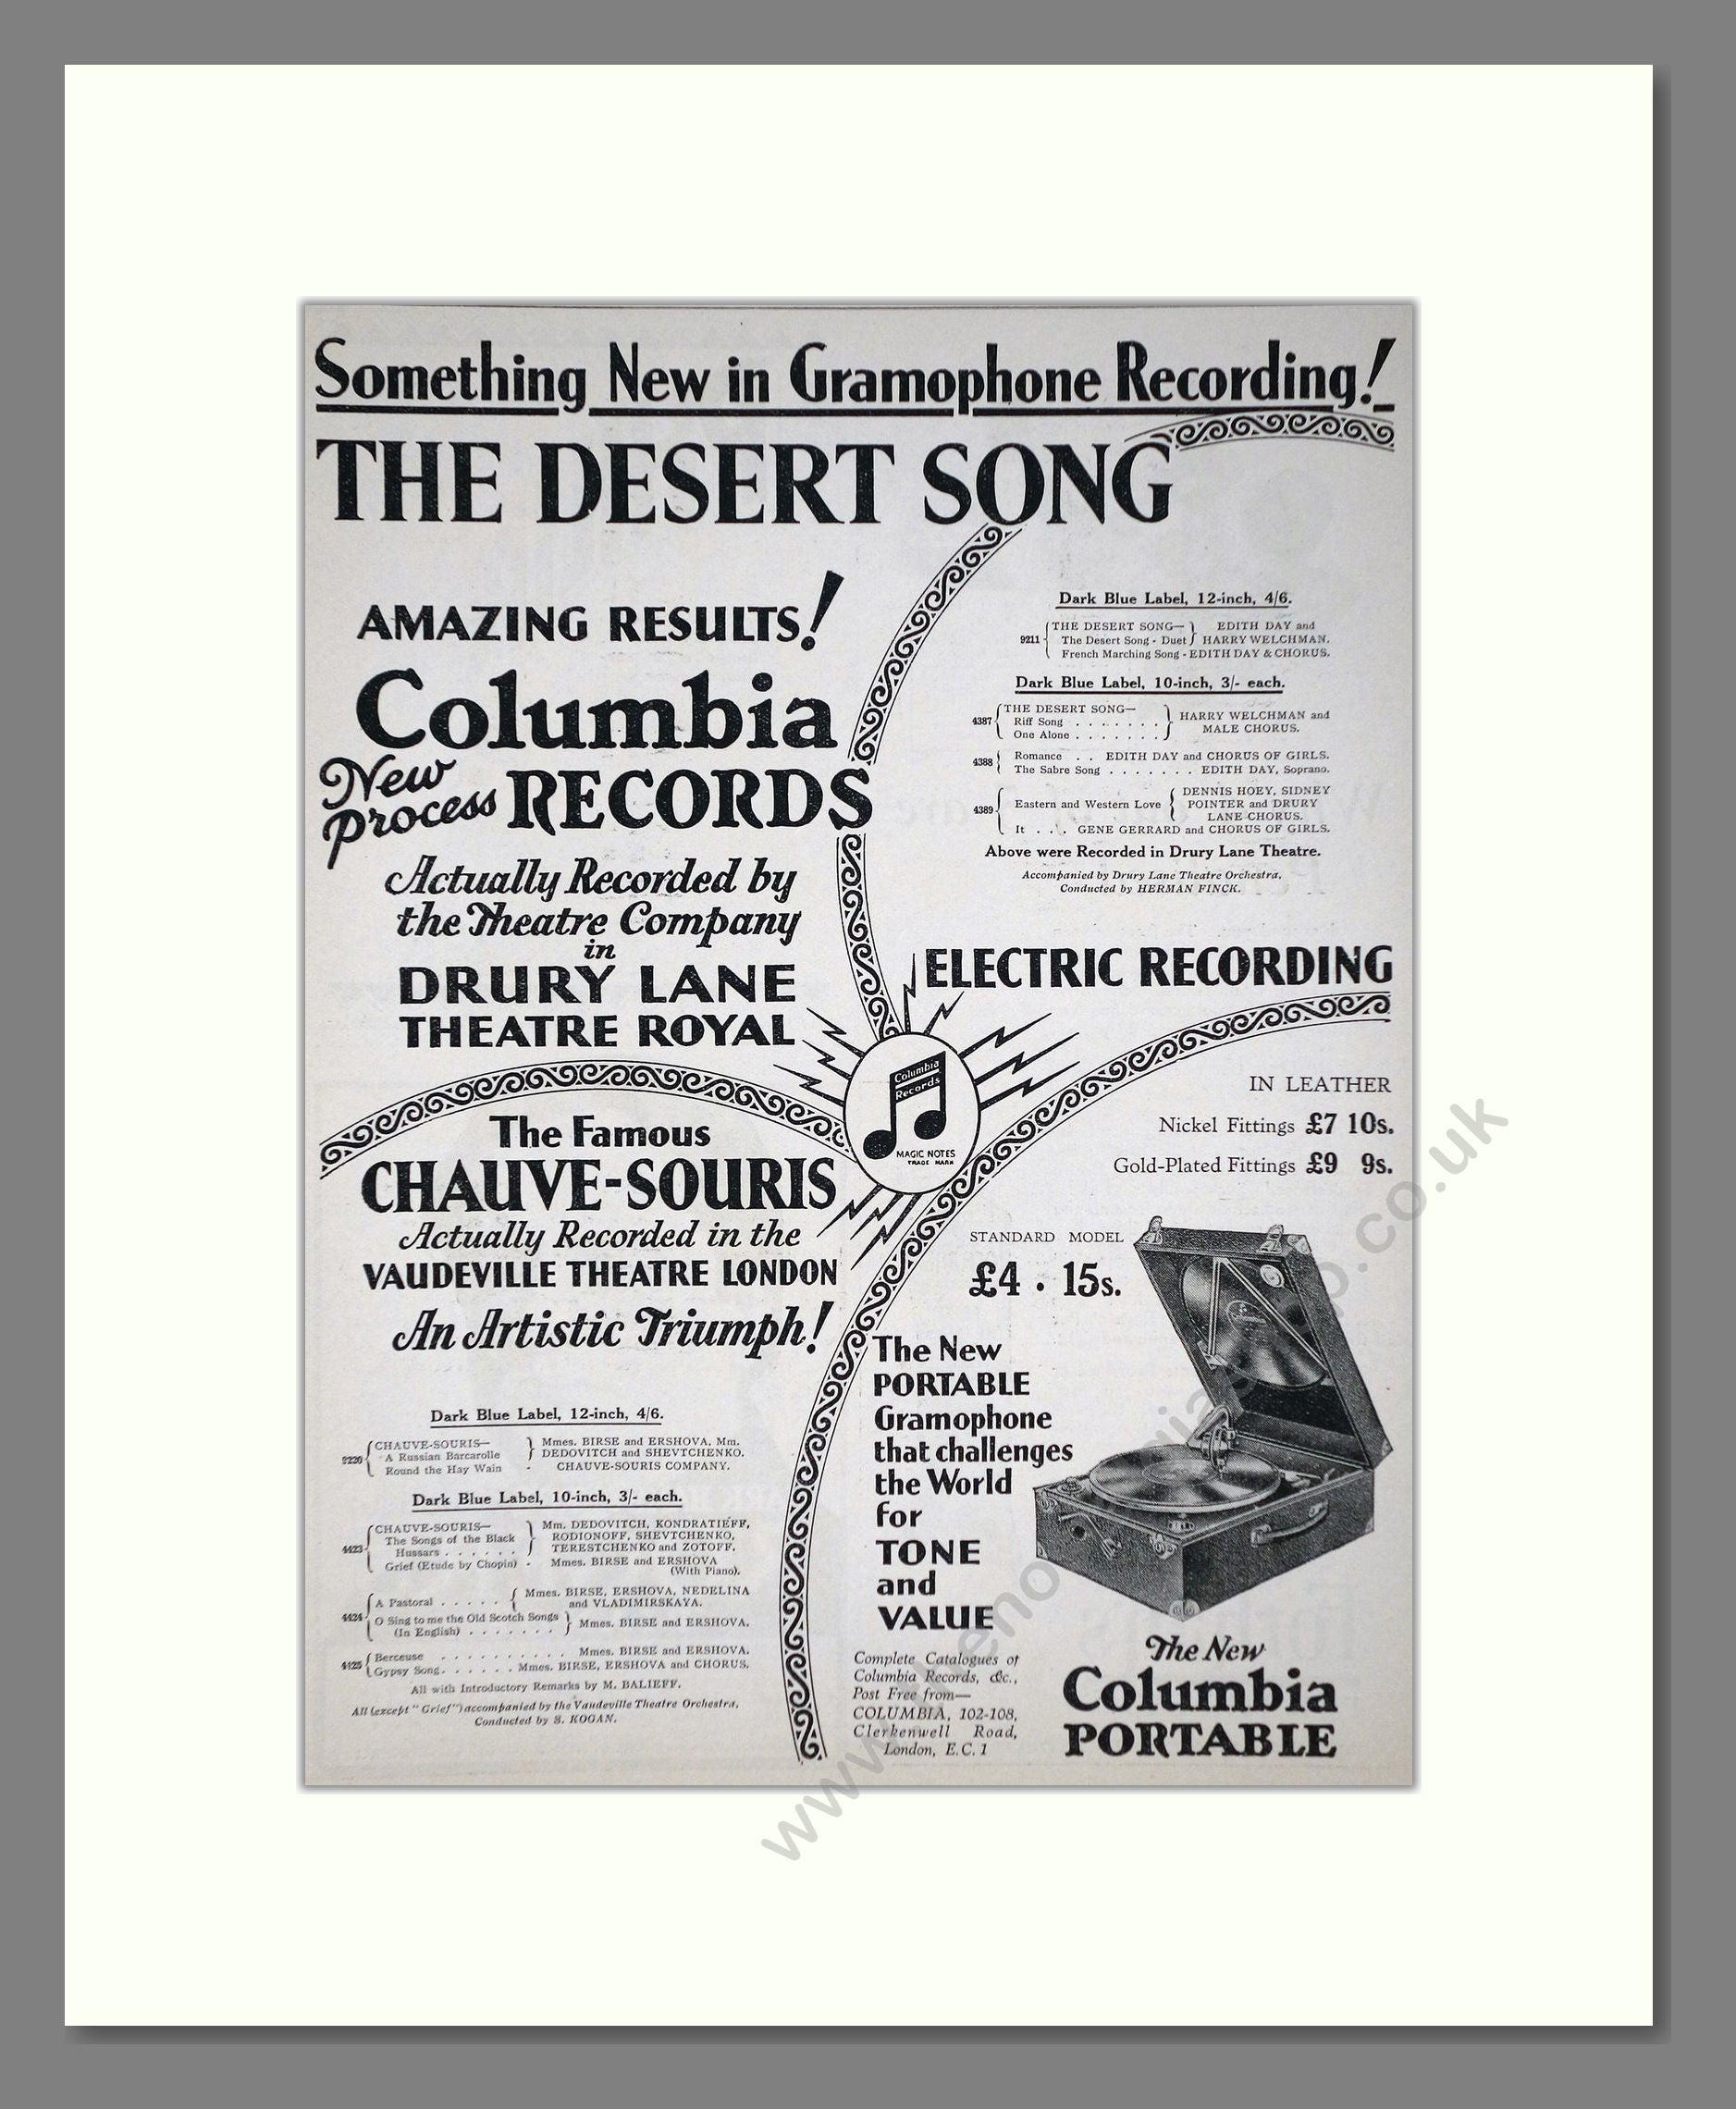 Something New in Gramophone Recording!
THE DESERT SONG
AMAZING RESULTS!
Columbia
New Process RECORDS
Actually Recorded by
the Theatre Company
in
DRURY LANE
THEATRE ROYAL
Dark Blue Label, 12-inch, 4/6.
THE DESERT SONG— EDITH DAY and
9211 The Desert Song - Duet HARRY WELCHMAN.
French Marching Song - EDITH DAY & CHORUS.
Dark Blue Label, 10-inch, 3/- each.
THE DESERT SONG—
4387 Riff Song . . . . . . . HARRY WELCHMAN and
One Alone . . . . . . . MALE CHORUS.
4388 Romance . . EDITH DAY and CHORUS OF GIRLS.
The Sabre Song . . . . . . . EDITH DAY, Soprano.
4389 Eastern and Western Love DENNIS HOEY, SIDNEY
POINTER and DRURY
LANE CHORUS.
It . . . GENE GERRARD and CHORUS OF GIRLS.
Above were Recorded in Drury Lane Theatre.
Accompanied by Drury Lane Theatre Orchestra,
Conducted by HERMAN FINCK.
ELECTRIC RECORDING
Columbia
Records
MAGIC NOTES
TRADE MARK
The Famous
CHAUVE-SOURIS
Actually Recorded in the
VAUDEVILLE THEATRE LONDON
An Artistic Triumph!
Dark Blue Label, 12-inch, 4/6.
CHAUVE-SOURIS— Mmes. BIRSE and ERSHOVA, Mm.
9220 A Russian Barcarolle DEDOVITCH and SHEVTCHENKO.
Round the Hay Wain - CHAUVE-SOURIS COMPANY.
Dark Blue Label, 10-inch, 3/- each.
CHAUVE-SOURIS— Mm. DEDOVITCH, KONDRATIEFF,
4423 The Songs of the Black RODIONOFF, SHEVTCHENKO,
Hussars . . . . . . TERESTCHENKO and ZOTOFF.
Grief (Etude by Chopin) - Mmes. BIRSE and ERSHOVA
(With Piano).
A Pastoral . . . . . Mmes. BIRSE, ERSHOVA, NEDELINA
and VLADIMIRSKAYA.
4424 O Sing to me the Old Scotch Songs Mmes. BIRSE and ERSHOVA.
(In English) . . . . . . .
4425 Berceuse . . . . . . . . . . Mmes. BIRSE and ERSHOVA.
Gypsy Song . . . . . . Mmes. BIRSE, ERSHOVA and CHORUS.
All with Introductory Remarks by M. BALIEFF.
All (except "Grief") accompanied by the Vaudeville Theatre Orchestra,
Conducted by S. KOGAN.
IN LEATHER
Nickel Fittings £7 10s.
Gold-Plated Fittings £9 9s.
STANDARD MODEL
£4 . 15s.
The New
PORTABLE
Gramophone
that challenges
the World
for
TONE
and
VALUE
Complete Catalogues of
Columbia Records, &c.,
Post Free from—
COLUMBIA, 102-108,
Clerkenwell Road,
London, E.C.1
The New
Columbia
PORTABLE